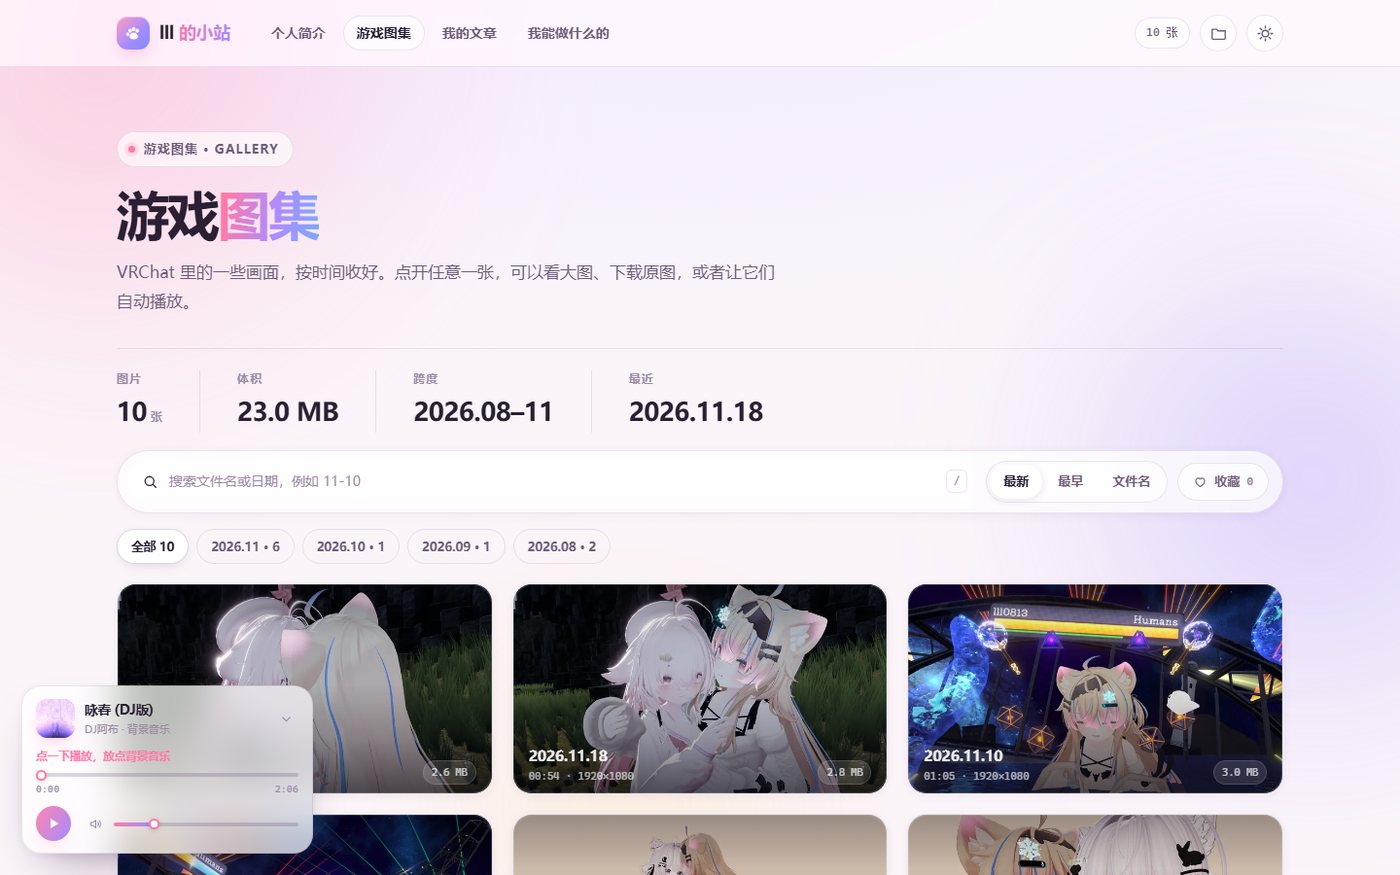 lll 的小站
个人简介
游戏图集
我的文章
我能做什么的
10 张
游戏图集 • GALLERY
游戏图集
VRChat 里的一些画面，按时间收好。点开任意一张，可以看大图、下载原图，或者让它们
自动播放。
图片
10 张
体积
23.0 MB
跨度
2026.08–11
最近
2026.11.18
搜索文件名或日期，例如 11-10
/
最新
最早
文件名
收藏 0
全部 10
2026.11 • 6
2026.10 • 1
2026.09 • 1
2026.08 • 2
2.6 MB
2026.11.18
00:54 · 1920×1080
2.8 MB
lll0813
Humans
2026.11.10
01:05 · 1920×1080
3.0 MB
咏春 (DJ版)
DJ阿布 · 背景音乐
点一下播放，放点背景音乐
0:00
2:06
Humans